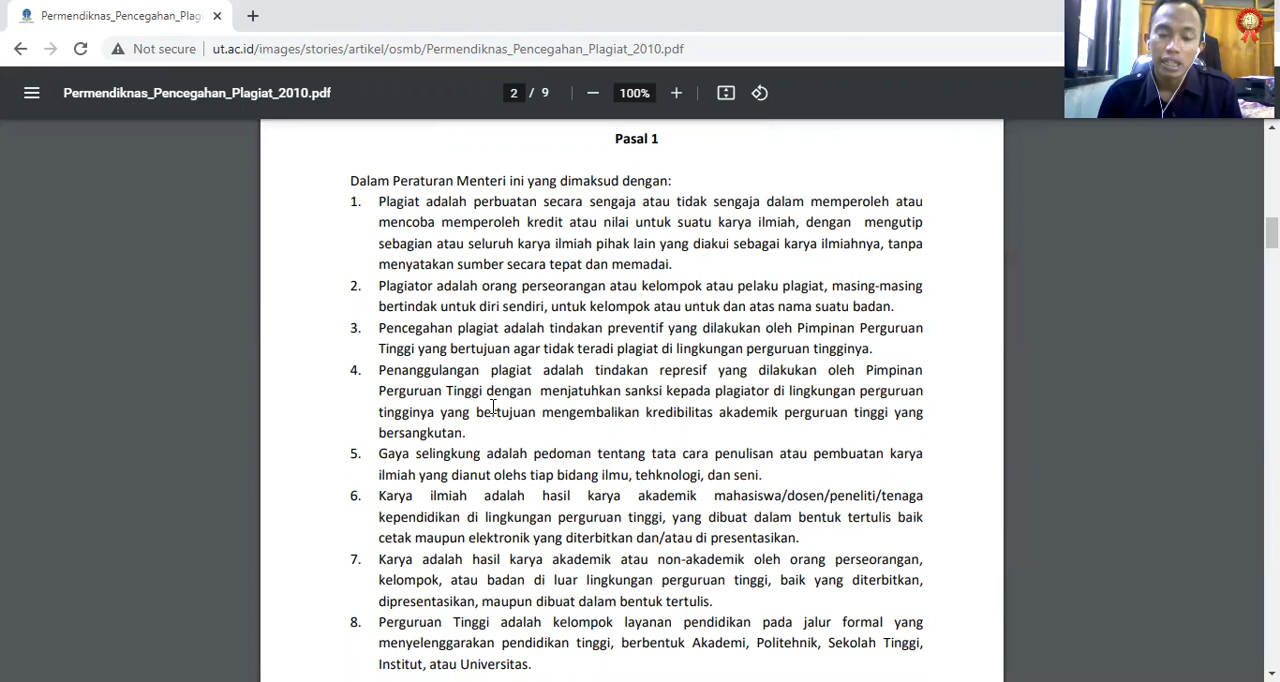 Permendiknas_Pencegahan_Plag
Not secure
ut.ac.id/images/stories/artikel/osmb/Permendiknas_Pencegahan_Plagiat_2010.pdf
Permendiknas_Pencegahan_Plagiat_2010.pdf
2 / 9
100%
Pasal 1
Dalam Peraturan Menteri ini yang dimaksud dengan:
1. Plagiat adalah perbuatan secara sengaja atau tidak sengaja dalam memperoleh atau
mencoba memperoleh kredit atau nilai untuk suatu karya ilmiah, dengan mengutip
sebagian atau seluruh karya ilmiah pihak lain yang diakui sebagai karya ilmiahnya, tanpa
menyatakan sumber secara tepat dan memadai.
2. Plagiator adalah orang perseorangan atau kelompok atau pelaku plagiat, masing-masing
bertindak untuk diri sendiri, untuk kelompok atau untuk dan atas nama suatu badan.
3. Pencegahan plagiat adalah tindakan preventif yang dilakukan oleh Pimpinan Perguruan
Tinggi yang bertujuan agar tidak teradi plagiat di lingkungan perguruan tingginya.
4. Penanggulangan plagiat adalah tindakan represif yang dilakukan oleh Pimpinan
Perguruan Tinggi dengan menjatuhkan sanksi kepada plagiator di lingkungan perguruan
tingginya yang bertujuan mengembalikan kredibilitas akademik perguruan tinggi yang
bersangkutan.
5. Gaya selingkung adalah pedoman tentang tata cara penulisan atau pembuatan karya
ilmiah yang dianut olehs tiap bidang ilmu, tehknologi, dan seni.
6. Karya ilmiah adalah hasil karya akademik mahasiswa/dosen/peneliti/tenaga
kependidikan di lingkungan perguruan tinggi, yang dibuat dalam bentuk tertulis baik
cetak maupun elektronik yang diterbitkan dan/atau di presentasikan.
7. Karya adalah hasil karya akademik atau non-akademik oleh orang perseorangan,
kelompok, atau badan di luar lingkungan perguruan tinggi, baik yang diterbitkan,
dipresentasikan, maupun dibuat dalam bentuk tertulis.
8. Perguruan Tinggi adalah kelompok layanan pendidikan pada jalur formal yang
menyelenggarakan pendidikan tinggi, berbentuk Akademi, Politehnik, Sekolah Tinggi,
Institut, atau Universitas.